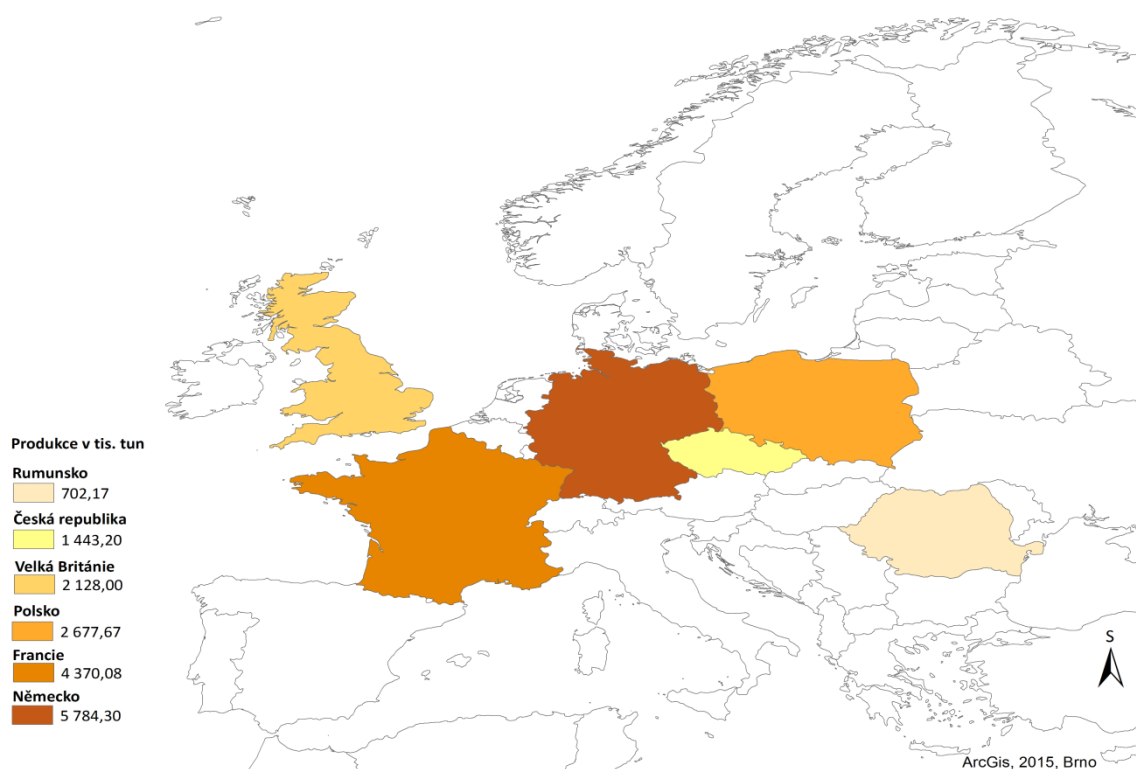 Produkce v tis. tun
Rumunsko
702,17
Česká republika
1 443,20
Velká Británie
2 128,00
Polsko
2 677,67
Francie
4 370,08
Německo
5 784,30
S
ArcGis, 2015, Brno